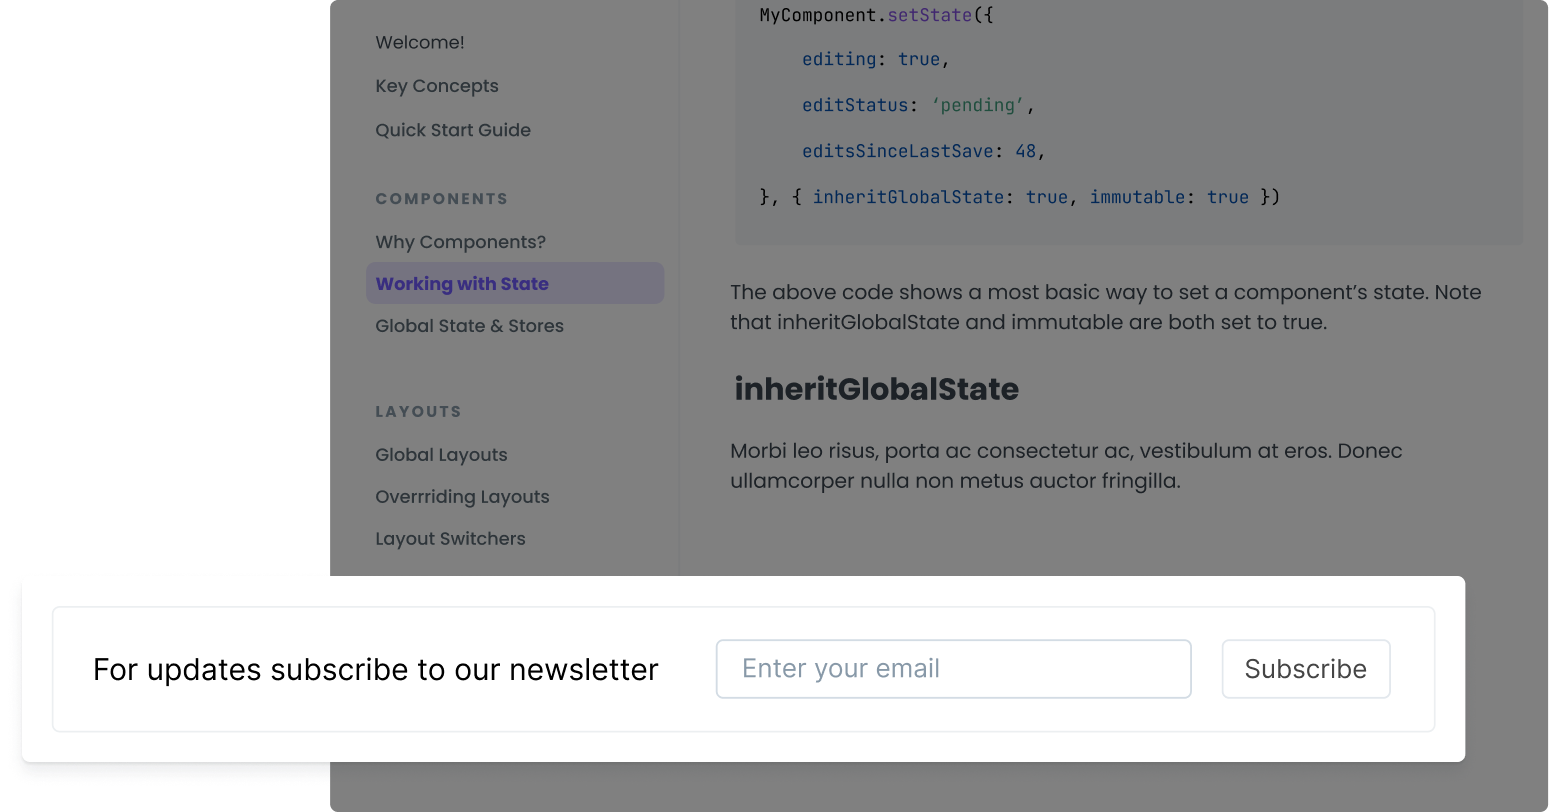 Welcome!
Key Concepts
Quick Start Guide
COMPONENTS
Why Components?
Working with State
Global State & Stores
LAYOUTS
Global Layouts
Overrriding Layouts
Layout Switchers
MyComponent.setState({
editing: true,
editStatus: ‘pending’,
editsSinceLastSave: 48,
}, { inheritGlobalState: true, immutable: true })
The above code shows a most basic way to set a component’s state. Note
that inheritGlobalState and immutable are both set to true.
inheritGlobalState
Morbi leo risus, porta ac consectetur ac, vestibulum at eros. Donec
ullamcorper nulla non metus auctor fringilla.
For updates subscribe to our newsletter
Enter your email
Subscribe